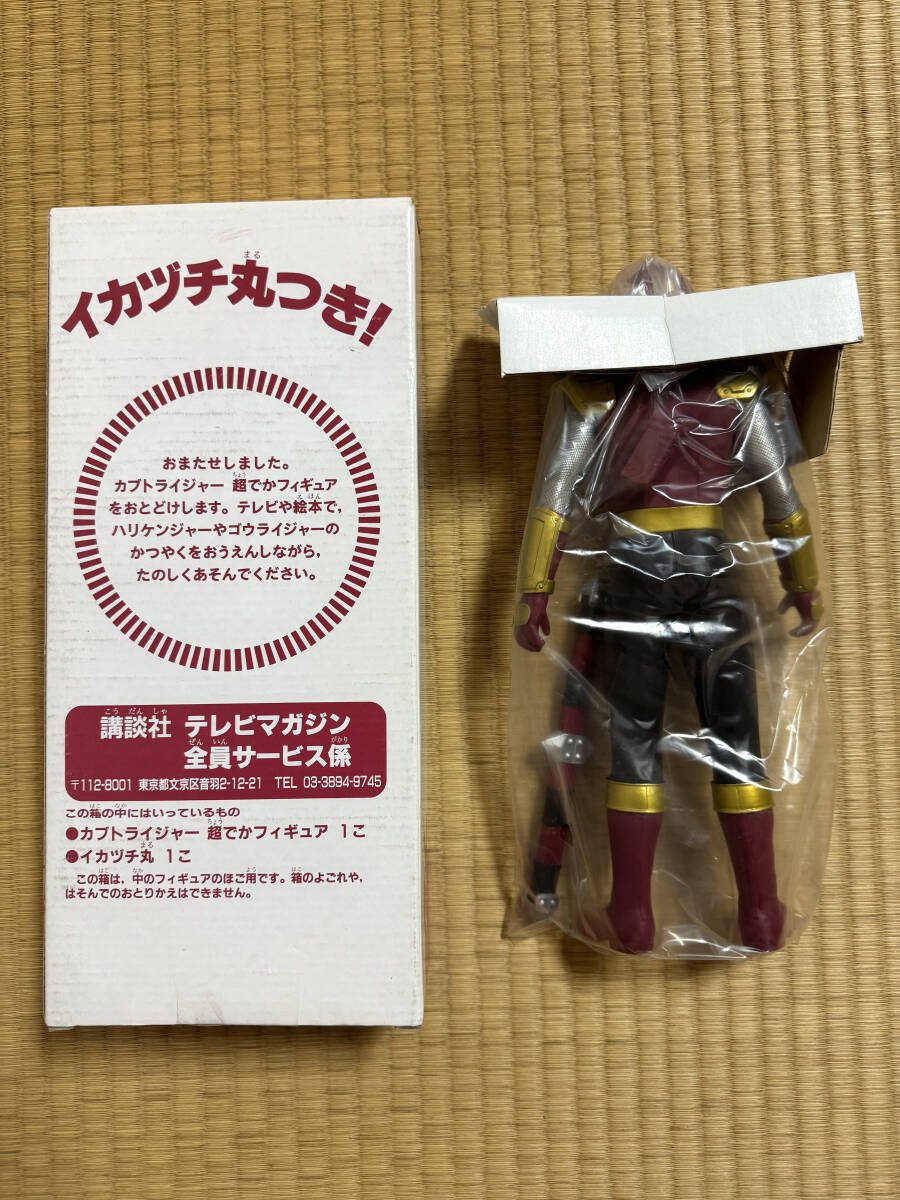 イカヅチ丸つき!
おまたせしました。
カブトライジャー 超でかフィギュア
をおとどけします。テレビや絵本で,
ハリケンジャーやゴウライジャーの
かつやくをおうえんしながら,
たのしくあそんでください。
講談社 テレビマガジン
全員サービス係
〒112-8001 東京都文京区音羽2-12-21 TEL 03-3894-9745
この箱の中にはいっているもの
●カブトライジャー 超でかフィギュア 1こ
●イカヅチ丸 1こ
この箱は,中のフィギュアのほご用です。箱のよごれや,
はそんでのおとりかえはできません。